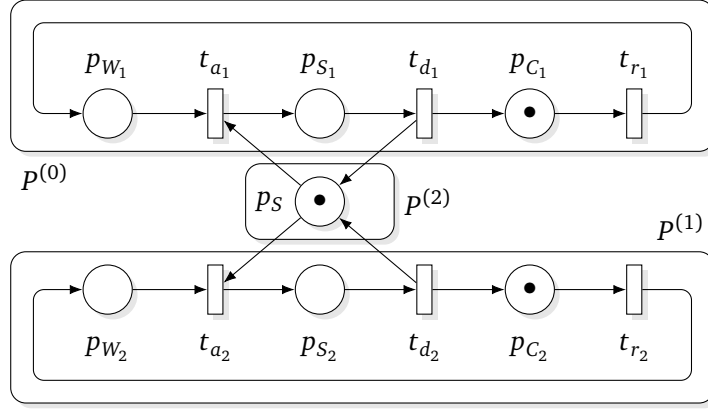 p_{W_1} t_{a_1} p_{S_1} t_{d_1} p_{C_1} t_{r_1}
P^{(0)}
p_S P^{(2)}
P^{(1)}
p_{W_2} t_{a_2} p_{S_2} t_{d_2} p_{C_2} t_{r_2}